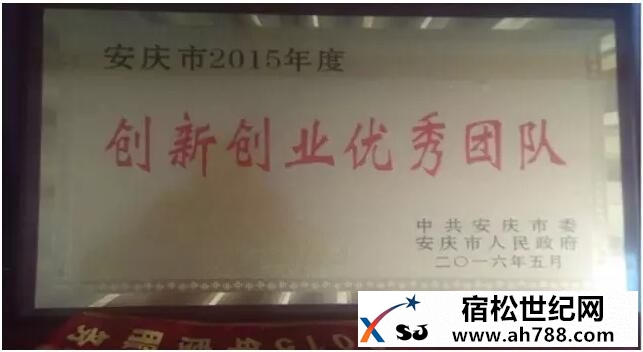 安庆市2015年度
创新创业优秀团队
中共安庆市委
安庆市人民政府
二〇一六年五月
SJ
宿松世纪网
www.ah788.com